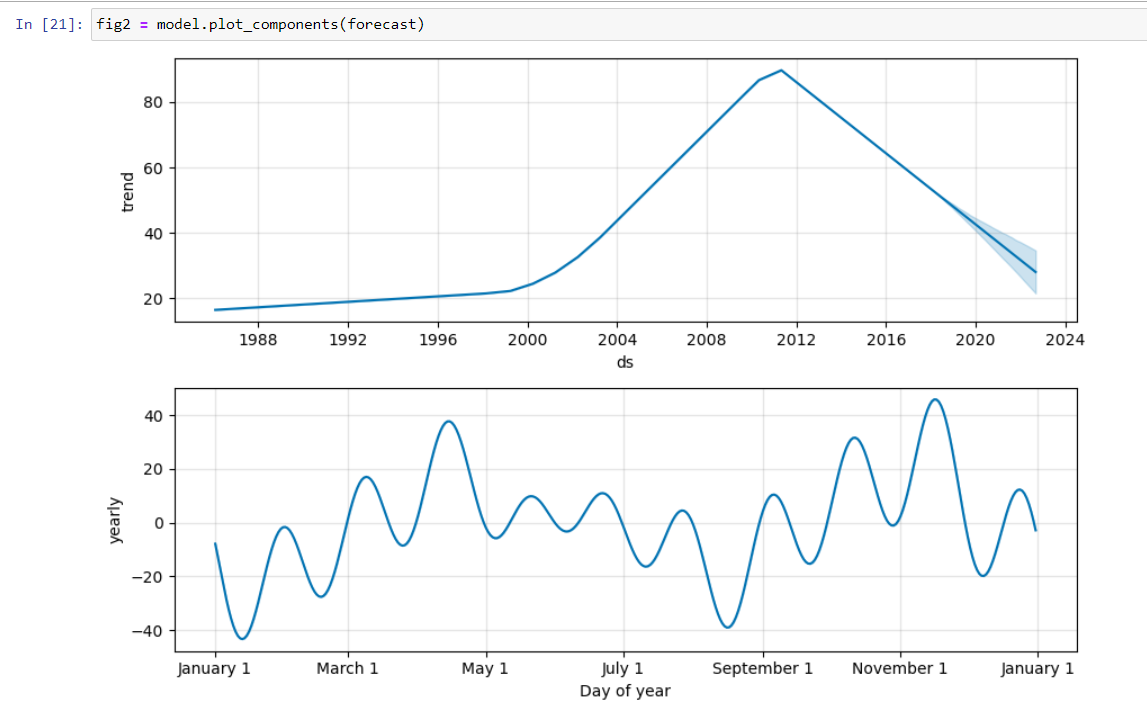 In [21]: fig2 = model.plot_components(forecast)
80
60
40
20
trend
1988 1992 1996 2000 2004 2008 2012 2016 2020 2024
ds
40
20
0
−20
−40
yearly
January 1 March 1 May 1 July 1 September 1 November 1 January 1
Day of year